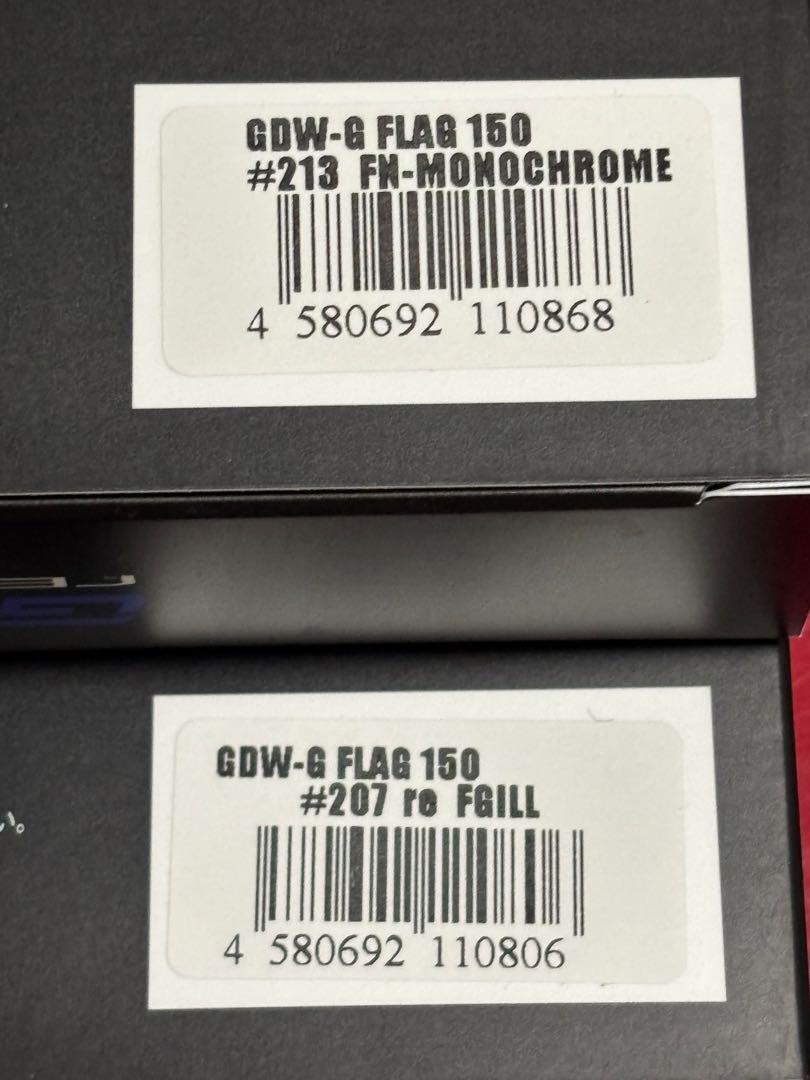 GDW-G FLAG 150
#213 FN-MONOCHROME
4 580692 110868
GDW-G FLAG 150
#207 re FGILL
4 580692 110806